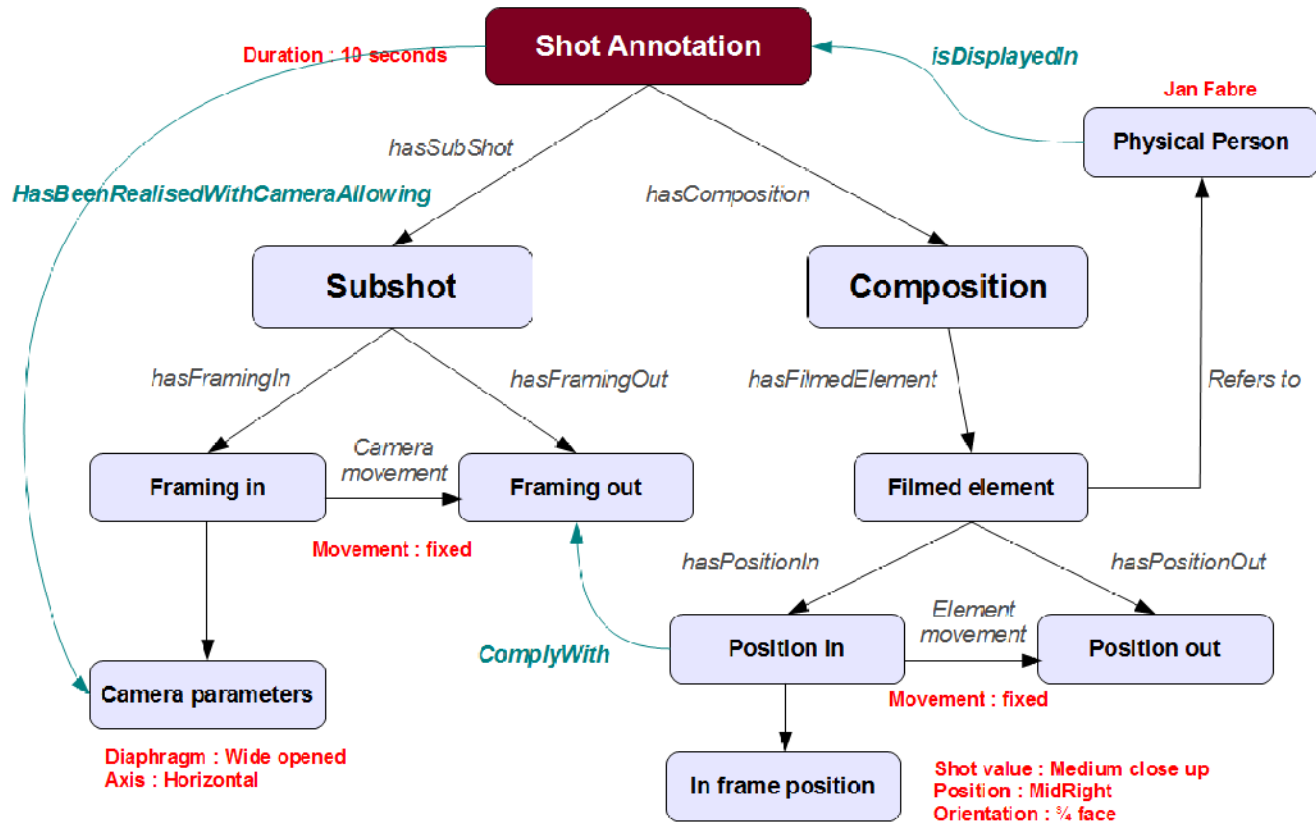 Shot Annotation
Duration : 10 seconds
isDisplayedIn
Jan Fabre
Physical Person
hasSubShot
HasBeenRealisedWithCameraAllowing
hasComposition
Subshot
Composition
hasFramingIn
hasFramingOut
hasFilmedElement
Refers to
Camera
movement
Framing in
Framing out
Filmed element
Movement : fixed
hasPositionIn
hasPositionOut
Element
movement
ComplyWith
Position in
Position out
Camera parameters
Movement : fixed
Diaphragm : Wide opened
Axis : Horizontal
In frame position
Shot value : Medium close up
Position : MidRight
Orientation : ¾ face